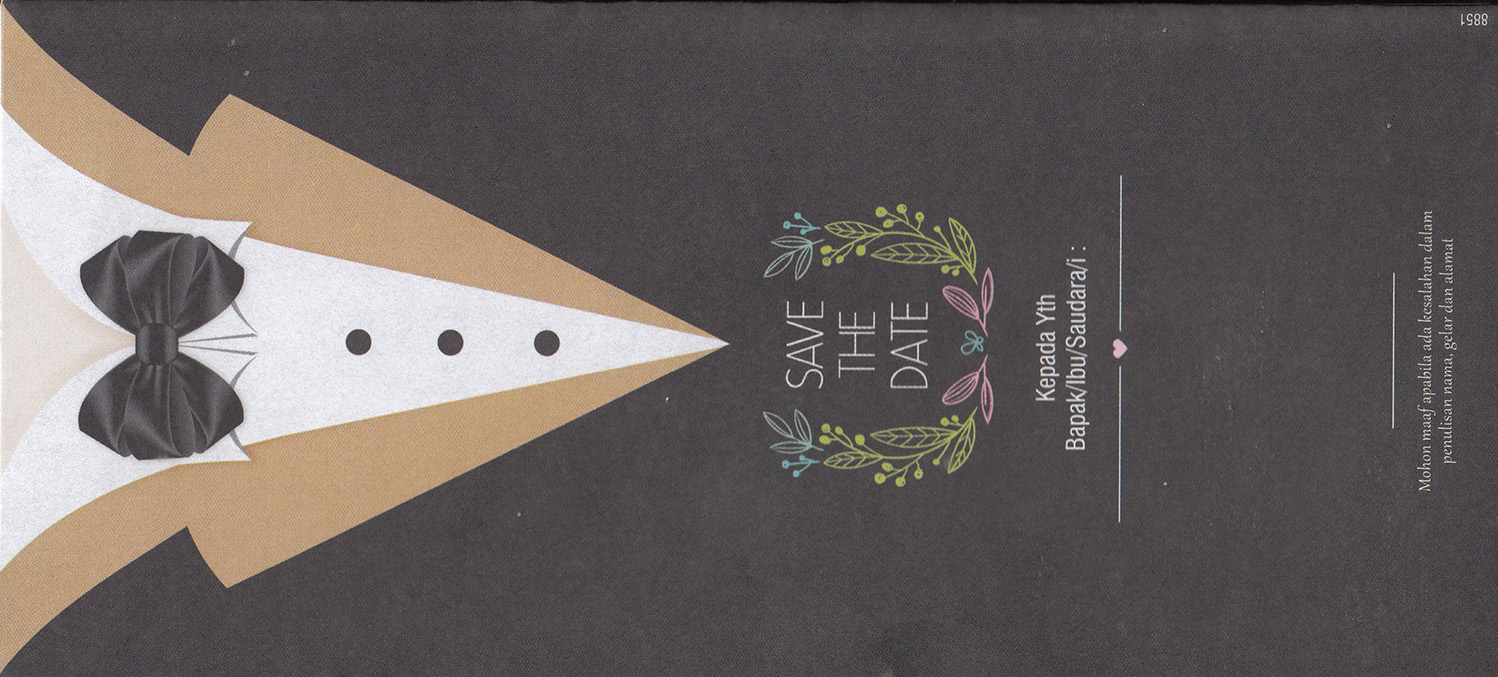 SAVE
THE
DATE
Kepada Yth
Bapak/Ibu/Saudara/i :
Mohon maaf apabila ada kesalahan dalam
penulisan nama, gelar dan alamat
8851